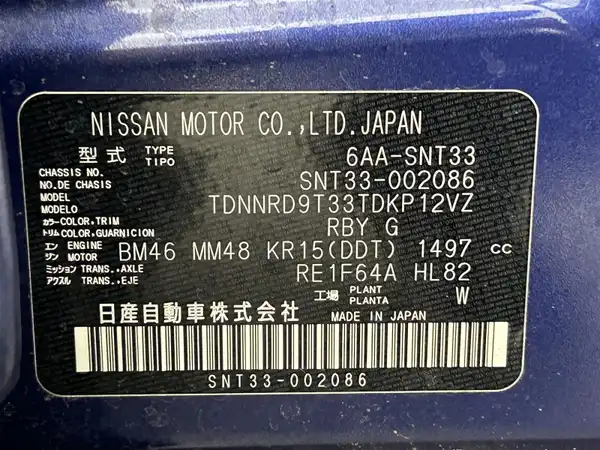 NISSAN MOTOR CO.,LTD.JAPAN
型式 TYPE TIPO 6AA-SNT33
CHASSIS NO. NO.DE CHASIS SNT33-002086
MODEL MODELO TDNNRD9T33TDKP12VZ
カラー COLOR,TRIM トリム COLOR,GUARNICION RBY G
エンジン ENGINE MOTOR BM46 MM48 KR15(DDT) 1497 cc
ミッション TRANS.,AXLE アクスル TRANS.,EJE RE1F64A HL82
工場 PLANT PLANTA W
日産自動車株式会社 MADE IN JAPAN
SNT33-002086